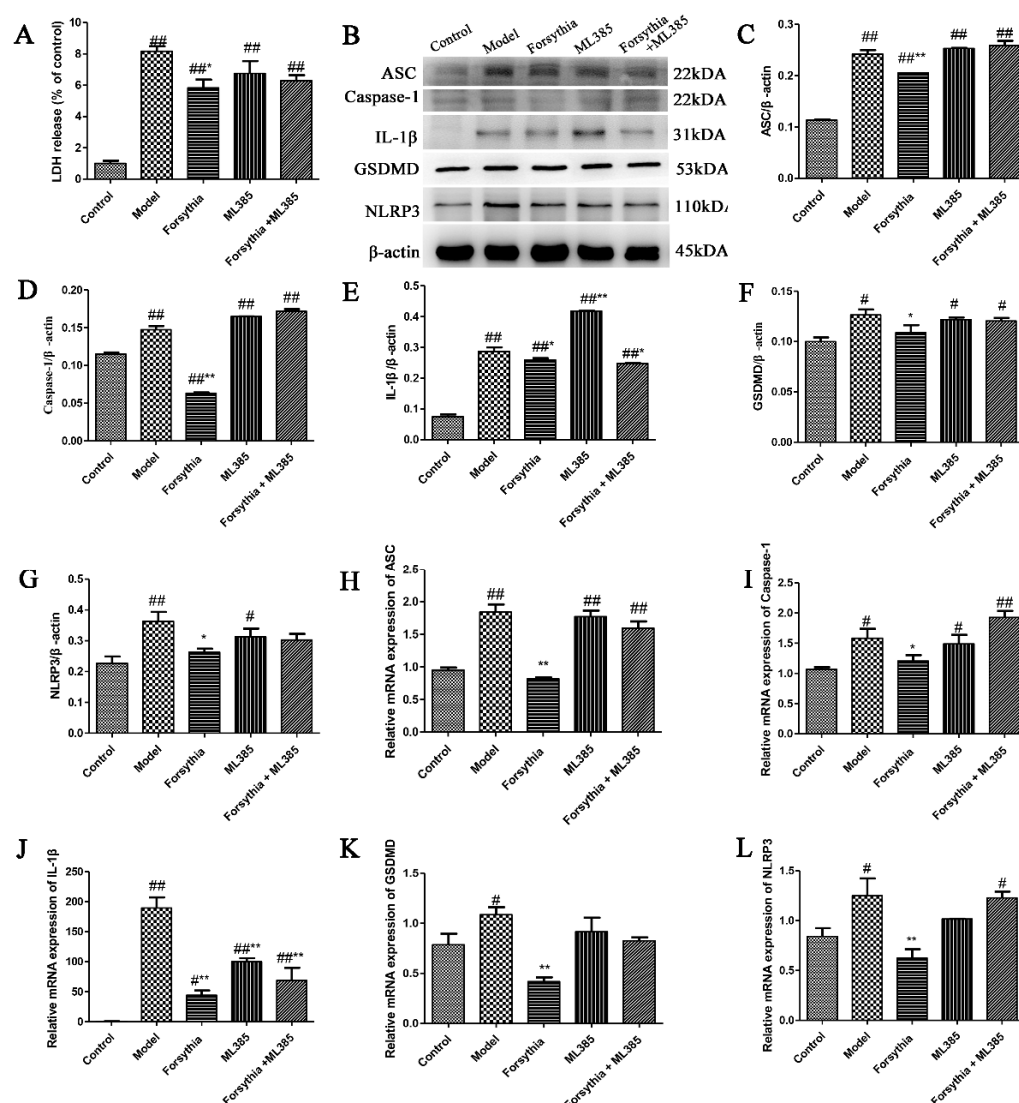 A
LDH release (% of control)
10
8
6
4
2
0
##
##*
##
##
Control
Model
Forsythia
ML385
Forsythia +ML385
B
Control
Model
Forsythia
ML385
Forsythia
+ML385
ASC
22kDA
Caspase-1
22kDA
IL-1β
31kDA
GSDMD
53kDA
NLRP3
110kDA
β-actin
45kDA
C
ASC/β-actin
0.3
0.2
0.1
0.0
##
##**
##
##
Control
Model
Forsythia
ML385
Forsythia + ML385
D
Caspase-1/β -actin
0.20
0.15
0.10
0.05
0.00
##
##**
##
##
Control
Model
Forsythia
ML385
Forsythia + ML385
E
IL-1β /β-actin
0.5
0.4
0.3
0.2
0.1
0.0
##
##*
##**
##*
Control
Model
Forsythia
ML385
Forsythia + ML385
F
GSDMD/β -actin
0.15
0.10
0.05
0.00
#
*
#
#
Control
Model
Forsythia
ML385
Forsythia + ML385
G
NLRP3/β-actin
0.5
0.4
0.3
0.2
0.1
0.0
##
*
#
Control
Model
Forsythia
ML385
Forsythia + ML385
H
Relative mRNA expression of ASC
2.5
2.0
1.5
1.0
0.5
0.0
##
**
##
##
Control
Model
Forsythia
ML385
Forsythia + ML385
I
Relative mRNA expression of Caspase-1
2.5
2.0
1.5
1.0
0.5
0.0
#
*
#
##
Control
Model
Forsythia
ML385
Forsythia + ML385
J
Relative mRNA expression of IL-1β
250
200
150
100
50
0
##
#**
##**
##**
Control
Model
Forsythia
ML385
Forsythia +ML385
K
Relative mRNA expression of GSDMD
1.5
1.0
0.5
0.0
#
**
Control
Model
Forsythia
ML385
Forsythia + ML385
L
Relative mRNA expression of NLRP3
1.5
1.0
0.5
0.0
#
**
#
Control
Model
Forsythia
ML385
Forsythia + ML385